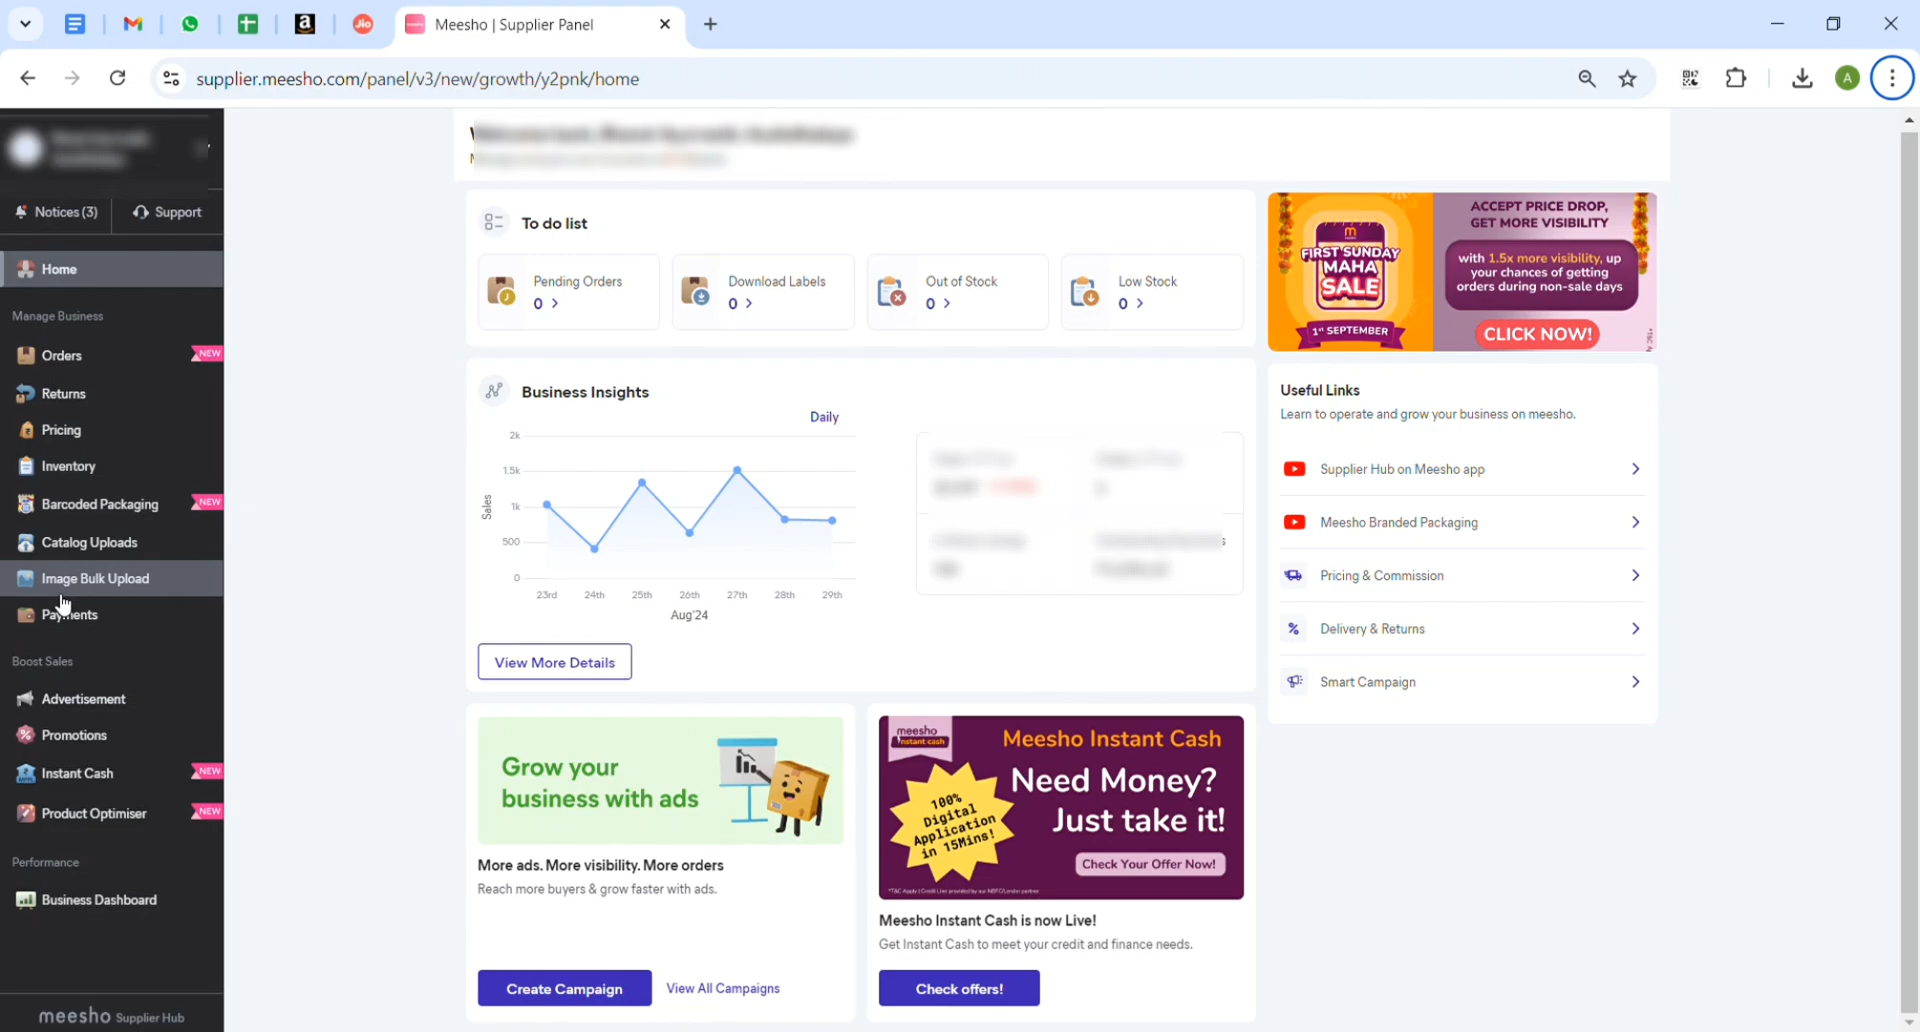 Meesho | Supplier Panel
supplier.meesho.com/panel/v3/new/growth/y2pnk/home
A
Notices (3)
Support
Home
Manage Business
Orders
NEW
Returns
Pricing
Inventory
Barcoded Packaging
NEW
Catalog Uploads
Image Bulk Upload
Payments
Boost Sales
Advertisement
Promotions
Instant Cash
NEW
Product Optimiser
NEW
Performance
Business Dashboard
meesho Supplier Hub
To do list
Pending Orders
0
Download Labels
0
Out of Stock
0
Low Stock
0
Business Insights
Daily
2k
1.5k
1k
500
0
Sales
23rd 24th 25th 26th 27th 28th 29th
Aug'24
View More Details
Grow your
business with ads
More ads. More visibility. More orders
Reach more buyers & grow faster with ads.
Create Campaign
View All Campaigns
meesho
instant cash
Meesho Instant Cash
Need Money?
Just take it!
100%
Digital
Application
in 15Mins!
Check Your Offer Now!
*T&C Apply | Credit Line provided by our NBFC/Lender partner
Meesho Instant Cash is now Live!
Get Instant Cash to meet your credit and finance needs.
Check offers!
FIRST SUNDAY
MAHA
SALE
1ST SEPTEMBER
ACCEPT PRICE DROP,
GET MORE VISIBILITY
with 1.5x more visibility, up
your chances of getting
orders during non-sale days
CLICK NOW!
Useful Links
Learn to operate and grow your business on meesho.
Supplier Hub on Meesho app
Meesho Branded Packaging
Pricing & Commission
Delivery & Returns
Smart Campaign